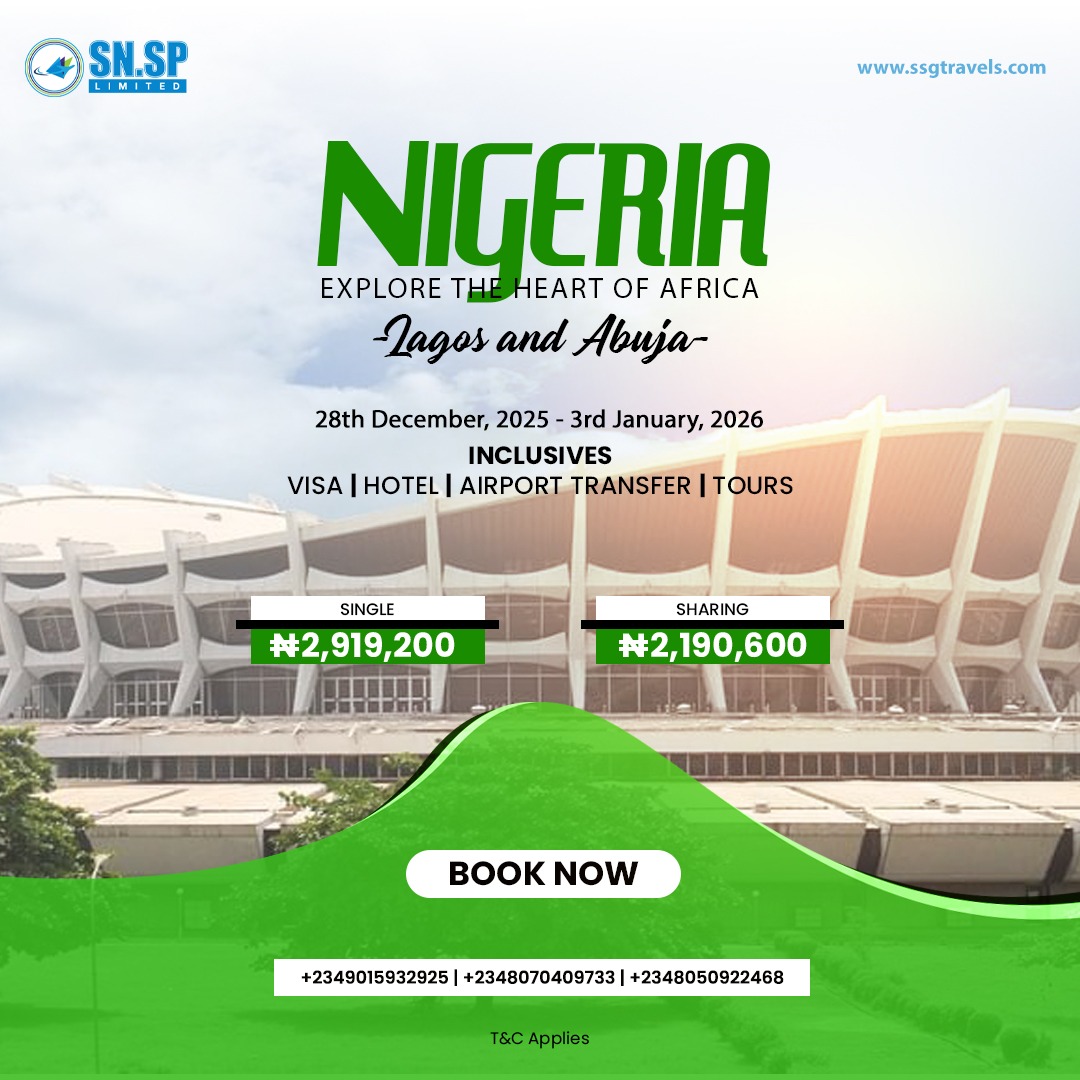 SN.SP
LIMITED
www.ssgtravels.com
NIGERIA
EXPLORE THE HEART OF AFRICA
-Lagos and Abuja-
28th December, 2025 - 3rd January, 2026
INCLUSIVES
VISA | HOTEL | AIRPORT TRANSFER | TOURS
SINGLE
₦2,919,200
SHARING
₦2,190,600
BOOK NOW
+2349015932925 | +2348070409733 | +2348050922468
T&C Applies